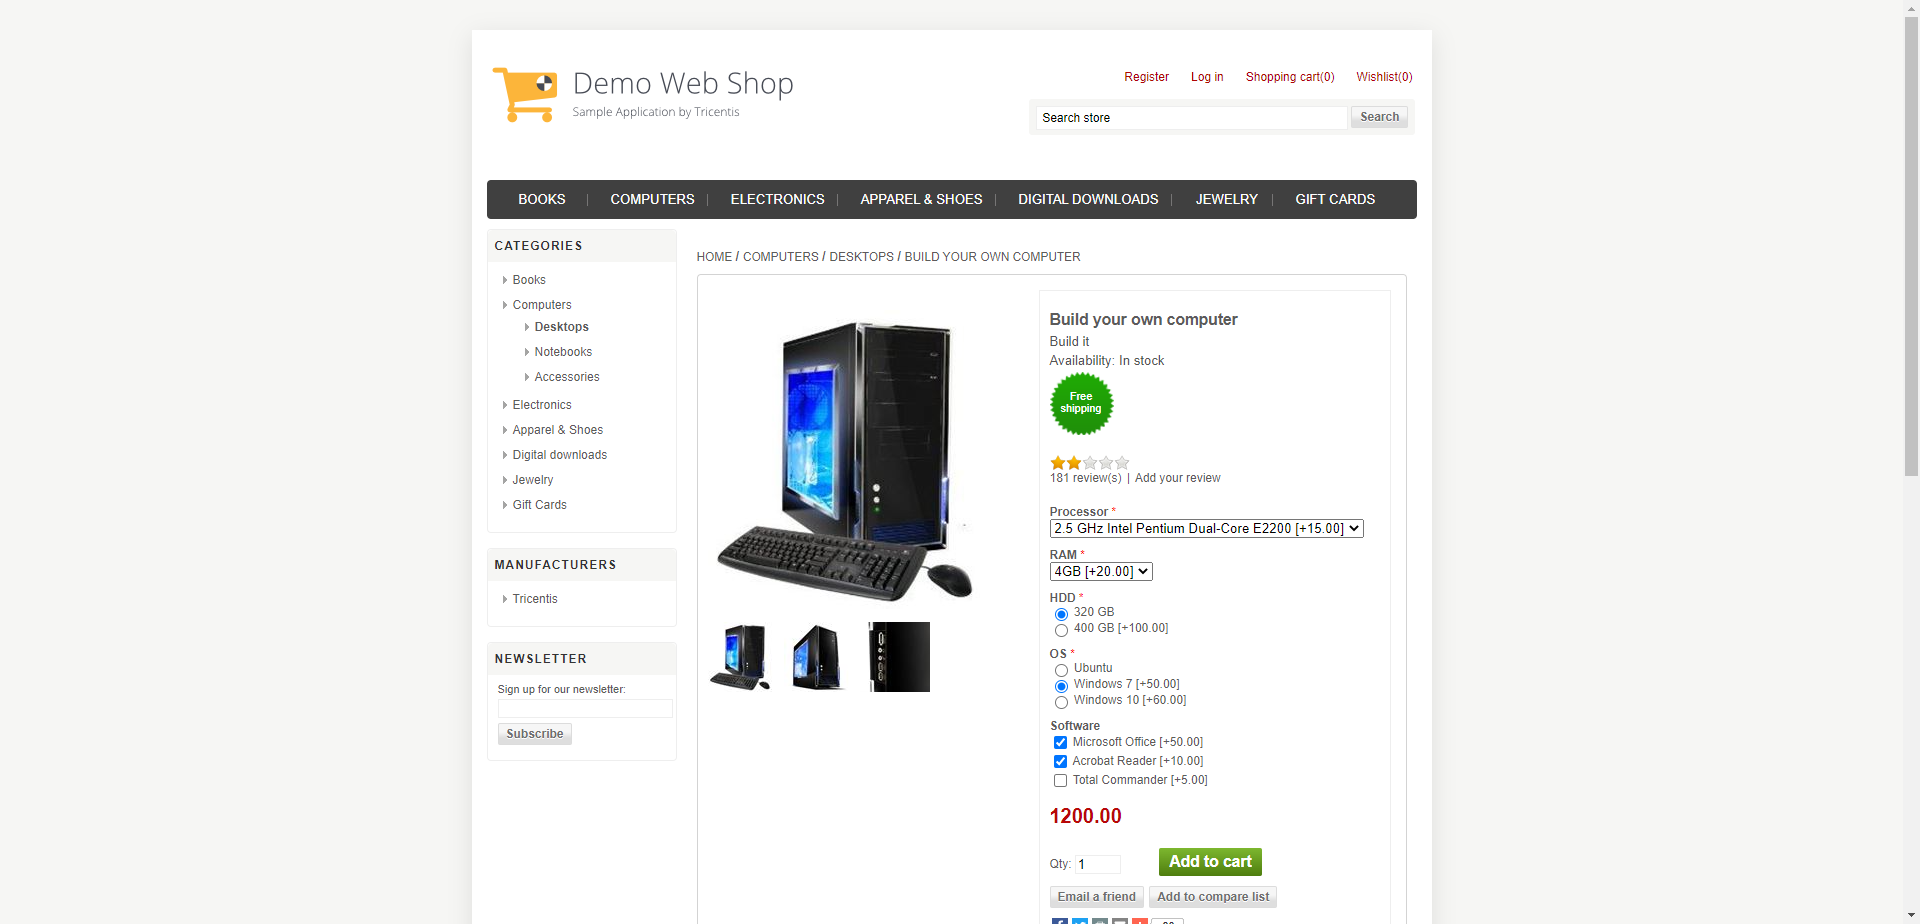 Demo Web Shop
Sample Application by Tricentis
Register
Log in
Shopping cart(0)
Wishlist(0)
Search store
Search
BOOKS
COMPUTERS
ELECTRONICS
APPAREL & SHOES
DIGITAL DOWNLOADS
JEWELRY
GIFT CARDS
CATEGORIES
Books
Computers
Desktops
Notebooks
Accessories
Electronics
Apparel & Shoes
Digital downloads
Jewelry
Gift Cards
MANUFACTURERS
Tricentis
NEWSLETTER
Sign up for our newsletter:
Subscribe
HOME / COMPUTERS / DESKTOPS / BUILD YOUR OWN COMPUTER
Build your own computer
Build it
Availability: In stock
Free
shipping
181 review(s) | Add your review
Processor *
2.5 GHz Intel Pentium Dual-Core E2200 [+15.00]
RAM *
4GB [+20.00]
HDD *
320 GB
400 GB [+100.00]
OS *
Ubuntu
Windows 7 [+50.00]
Windows 10 [+60.00]
Software
Microsoft Office [+50.00]
Acrobat Reader [+10.00]
Total Commander [+5.00]
1200.00
Qty: 1
Add to cart
Email a friend
Add to compare list